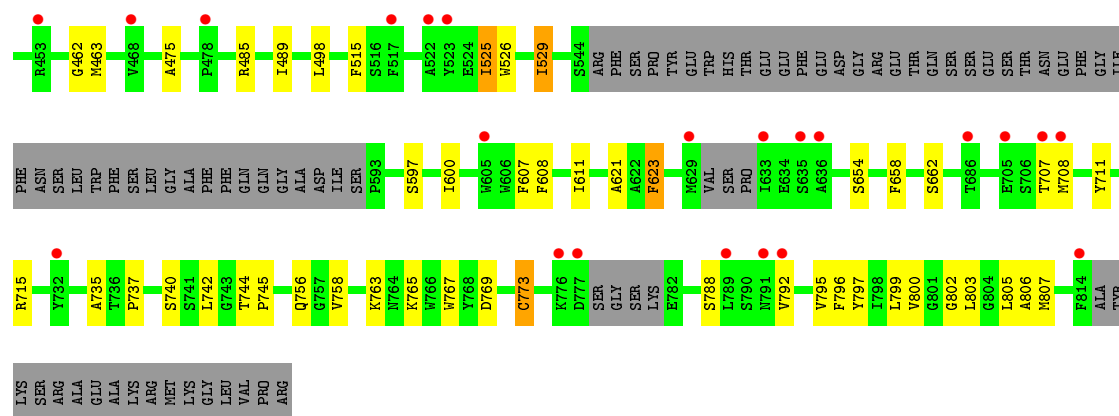 R453 G462 M463 V468 A475 P478 R485 I489 L498 F515 S516 F517 A522 Y523 E524 I525 W526 I529 S544 ARG PHE SER PRO TYR GLU TRP HIS THR GLU GLU PHE GLU ASP GLY ARG GLU THR GLN SER SER GLU SER THR ASN GLU PHE GLY ILE
PHE ASN SER LEU TRP PHE SER LEU GLY ALA PHE PHE GLN GLN GLY ALA ASP ILE SER P593 S597 I600 W605 W606 F607 F608 I611 A621 A622 F623 M629 VAL SER PRO I633 E634 S635 A636 S654 F658 S662 T686 E705 S706 T707 M708 Y711
R715 Y732 A735 T736 P737 S740 S741 L742 G743 T744 P745 Q756 G757 V758 K763 N764 K765 W766 W767 Y768 D769 C773 K776 D777 SER GLY SER LYS E782 S788 L789 S790 N791 V792 V795 F796 Y797 I798 L799 V800 G801 G802 L803 G804 L805 A806 M807 F814 ALA TYR
LYS SER ARG ALA GLU ALA LYS ARG MET LYS GLY LEU VAL PRO ARG